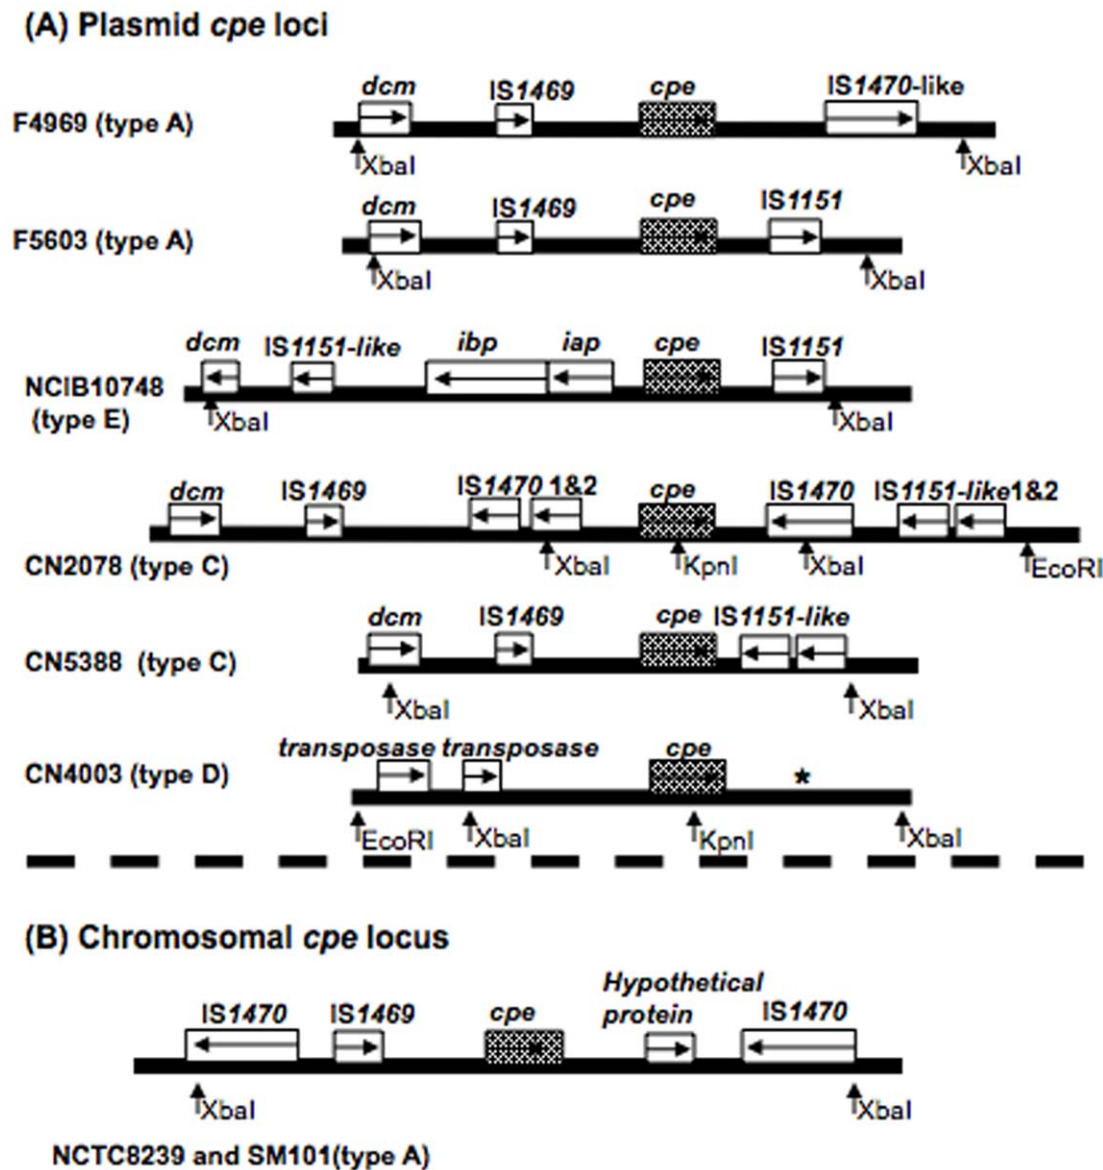 (A) Plasmid cpe loci
dcm IS1469 cpe IS1470-like
F4969 (type A)
XbaI XbaI
dcm IS1469 cpe IS1151
F5603 (type A)
XbaI XbaI
dcm IS1151-like ibp iap cpe IS1151
NCIB10748
(type E)
XbaI XbaI
dcm IS1469 IS1470 1&2 cpe IS1470 IS1151-like1&2
CN2078 (type C)
XbaI KpnI XbaI EcoRI
dcm IS1469 cpe IS1151-like
CN5388 (type C)
XbaI XbaI
transposase transposase cpe
CN4003 (type D)
*
EcoRI XbaI KpnI XbaI
(B) Chromosomal cpe locus
IS1470 IS1469 cpe Hypothetical
protein IS1470
XbaI XbaI
NCTC8239 and SM101(type A)